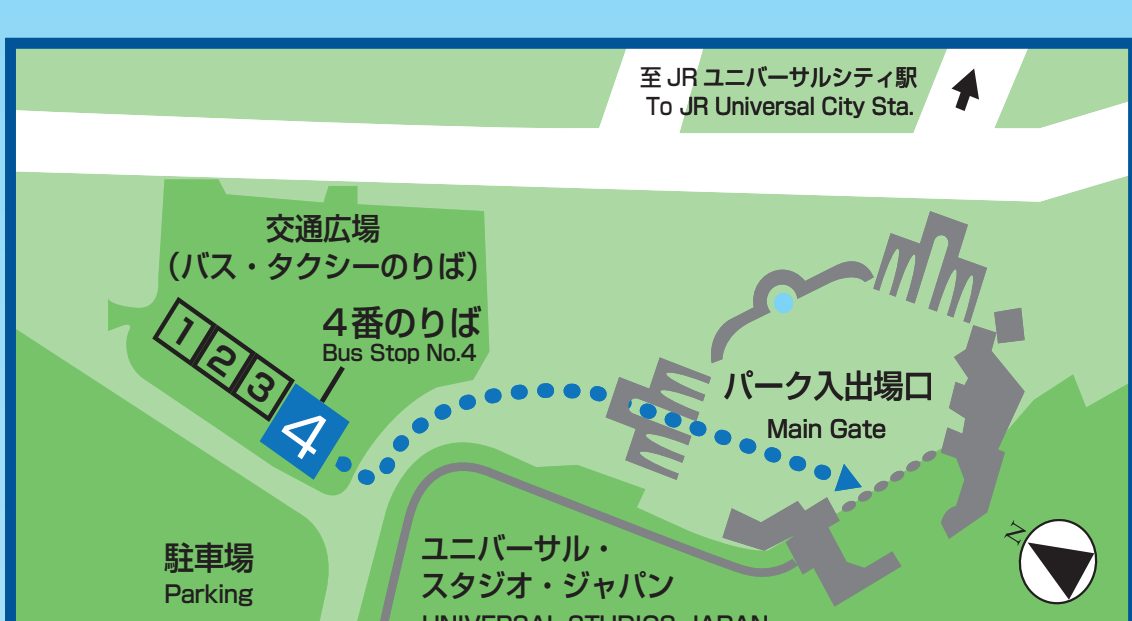 至 JR ユニバーサルシティ駅
To JR Universal City Sta.
交通広場
（バス・タクシーのりば）
4番のりば
Bus Stop No.4
1
2
3
4
パーク入出場口
Main Gate
駐車場
Parking
ユニバーサル・
スタジオ・ジャパン
UNIVERSAL STUDIOS JAPAN
N